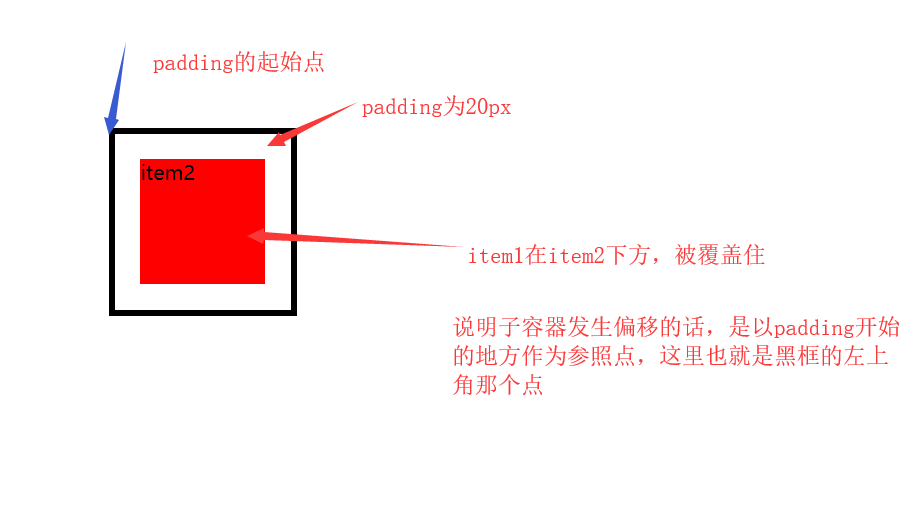 padding的起始点
padding为20px
item2
item1在item2下方，被覆盖住
说明子容器发生偏移的话，是以padding开始
的地方作为参照点，这里也就是黑框的左上
角那个点